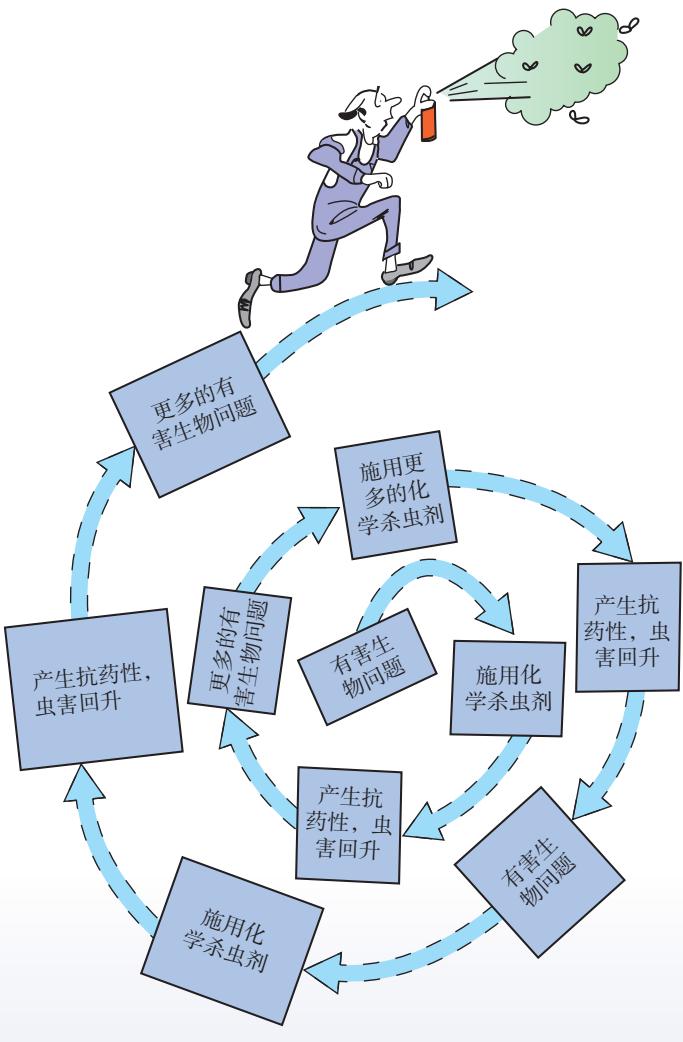 有害生
物问题
施用化
学杀虫剂
产生抗
药性，虫
害回升
更多的有
害生物问题
施用更
多的化
学杀虫剂
产生抗
药性，虫
害回升
有害生
物问题
施用化
学杀虫剂
产生抗药性，
虫害回升
更多的有
害生物问题